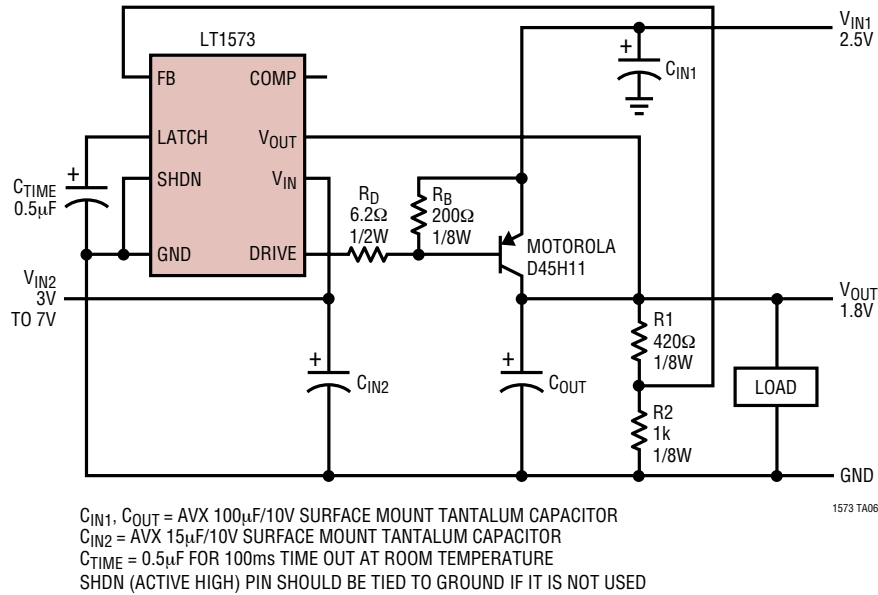 LT1573
FB
COMP
LATCH
VOUT
SHDN
VIN
GND
DRIVE
CTIME
0.5µF
+
RD
6.2Ω
1/2W
RB
200Ω
1/8W
MOTOROLA
D45H11
+
CIN1
VIN1
2.5V
VIN2
3V
TO 7V
VOUT
1.8V
+
CIN2
+
COUT
R1
420Ω
1/8W
R2
1k
1/8W
LOAD
GND
1573 TA06
CIN1, COUT = AVX 100µF/10V SURFACE MOUNT TANTALUM CAPACITOR
CIN2 = AVX 15µF/10V SURFACE MOUNT TANTALUM CAPACITOR
CTIME = 0.5µF FOR 100ms TIME OUT AT ROOM TEMPERATURE
SHDN (ACTIVE HIGH) PIN SHOULD BE TIED TO GROUND IF IT IS NOT USED